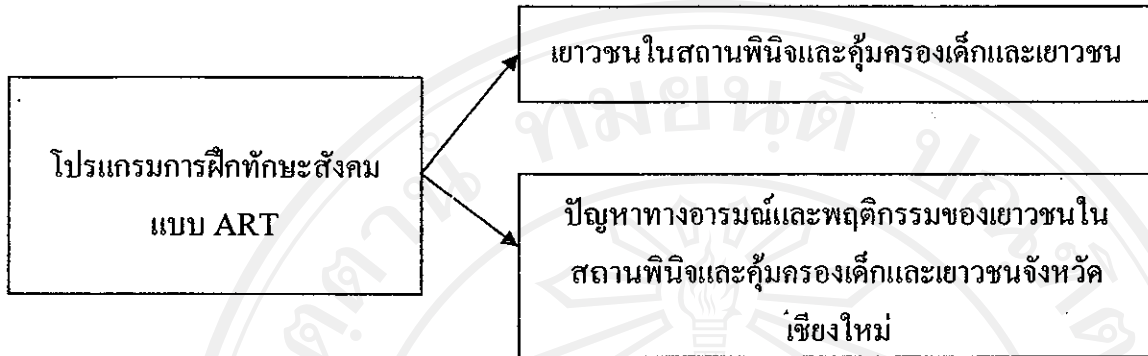 เยาวชนในสถานพินิจและคุ้มครองเด็กและเยาวชน
โปรแกรมการฝึกทักษะสังคม
แบบ ART
ปัญหาทางอารมณ์และพฤติกรรมของเยาวชนใน
สถานพินิจและคุ้มครองเด็กและเยาวชนจังหวัด
เชียงใหม่